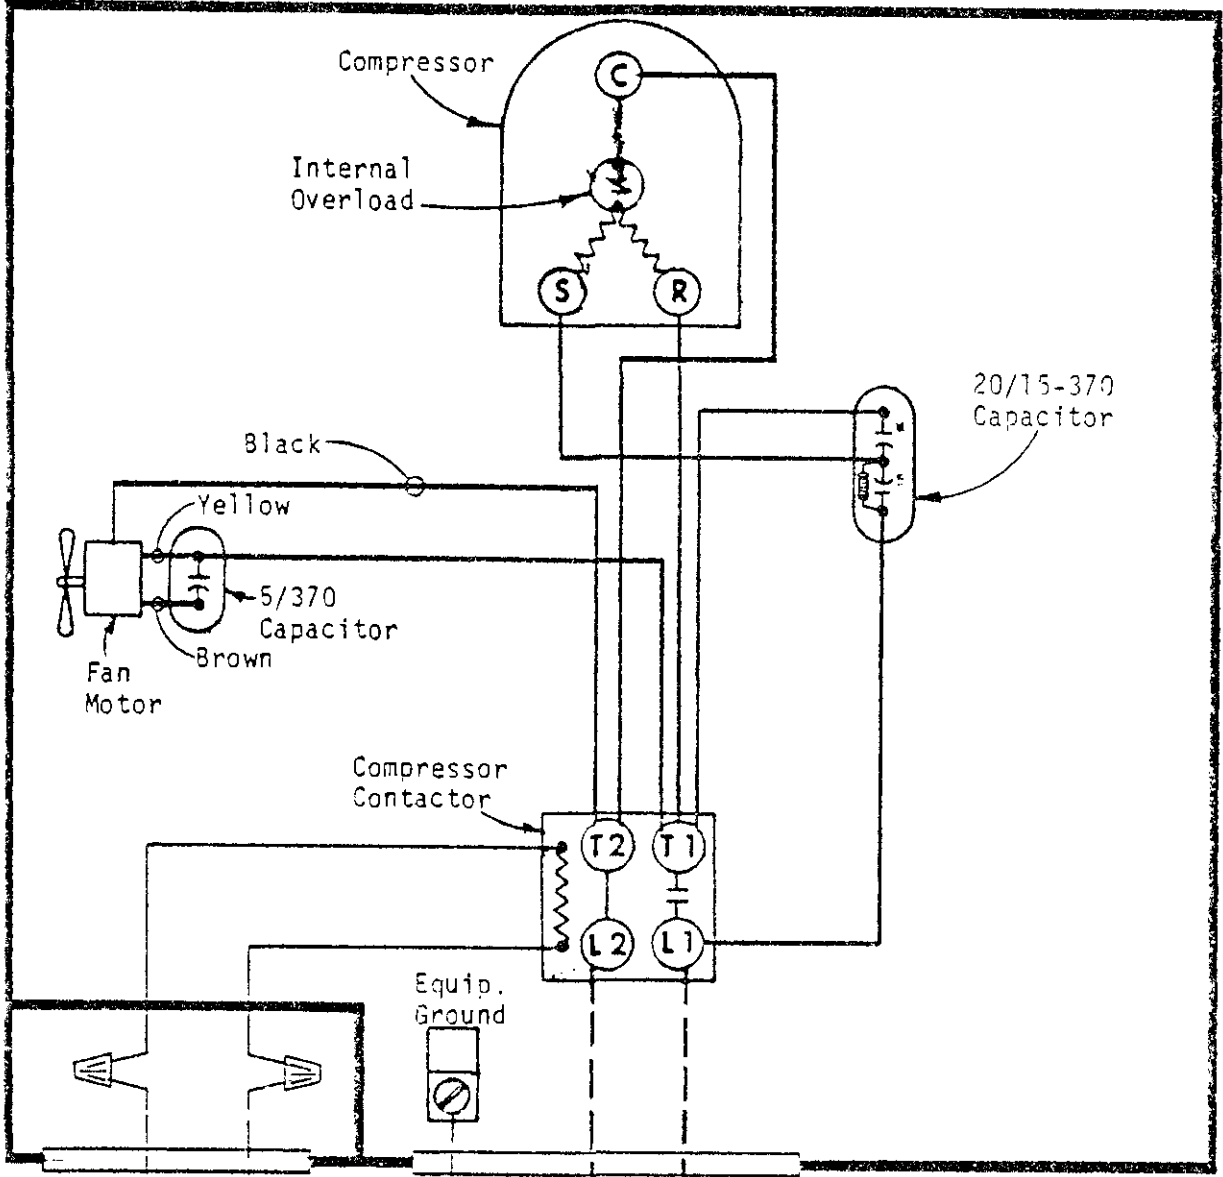 Compressor
C
Internal
Overload
S
R
20/15-370
Capacitor
Black
Yellow
5/370
Capacitor
Brown
Fan
Motor
Compressor
Contactor
T2
T1
L2
L1
Equip.
Ground